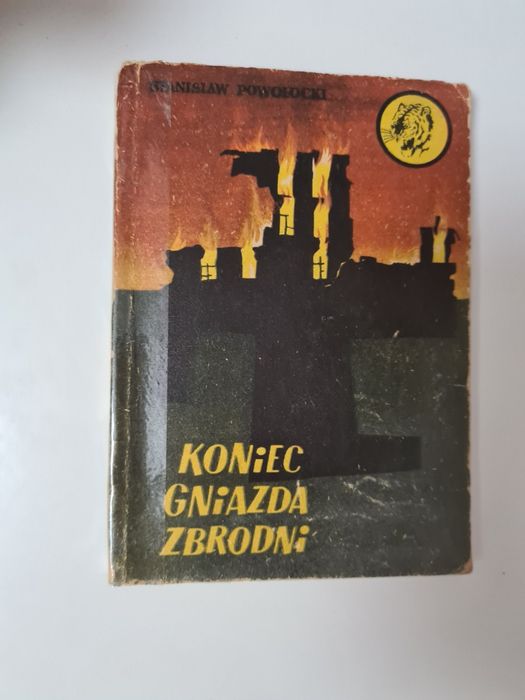 STANISŁAW POWOŁOCKI
KONiEC
GNiAZDA
ZBRODNi